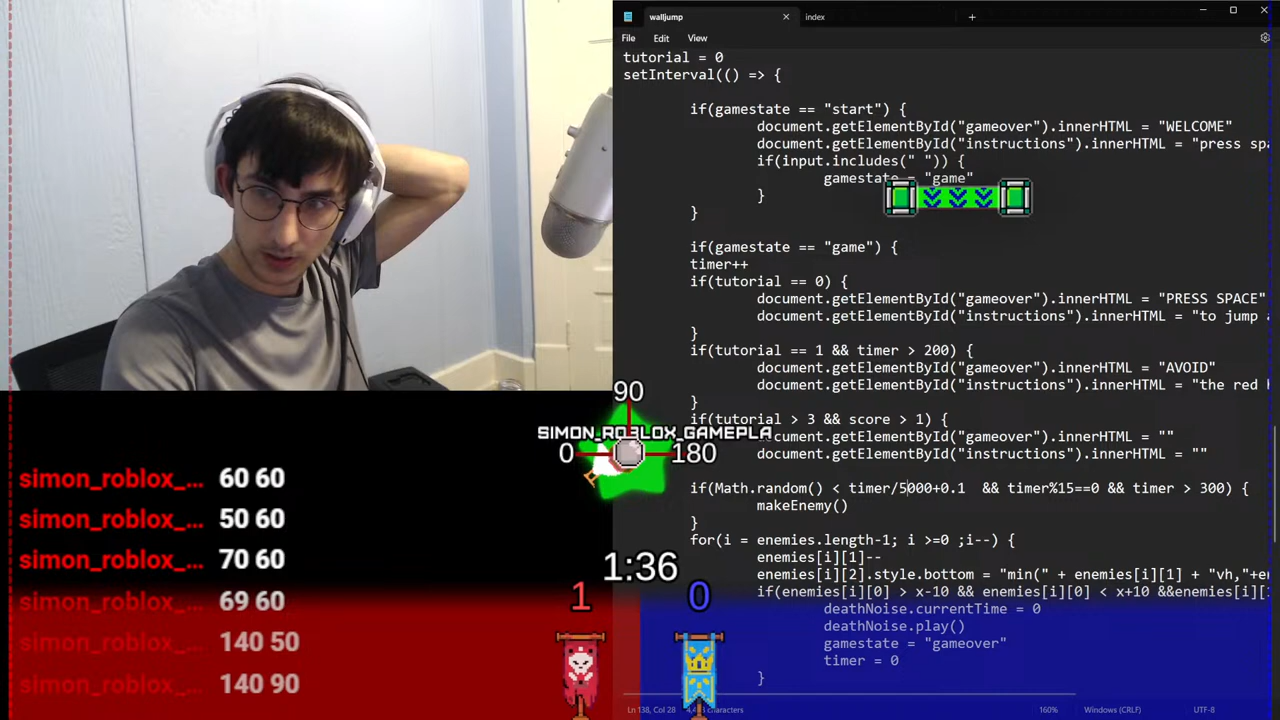 walljump
index
File Edit View
tutorial = 0
setInterval(() => {
if(gamestate == "start") {
document.getElementById("gameover").innerHTML = "WELCOME"
document.getElementById("instructions").innerHTML = "press spa
if(input.includes(" ")) {
gamestate = "game"
}
}
if(gamestate == "game") {
timer++
if(tutorial == 0) {
document.getElementById("gameover").innerHTML = "PRESS SPACE"
document.getElementById("instructions").innerHTML = "to jump a
}
if(tutorial == 1 && timer > 200) {
document.getElementById("gameover").innerHTML = "AVOID"
document.getElementById("instructions").innerHTML = "the red h
}
if(tutorial > 3 && score > 1) {
document.getElementById("gameover").innerHTML = ""
document.getElementById("instructions").innerHTML = ""
}
if(Math.random() < timer/5000+0.1  && timer%15==0 && timer > 300) {
makeEnemy()
}
for(i = enemies.length-1; i >=0 ;i--) {
enemies[i][1]--
enemies[i][2].style.bottom = "min(" + enemies[i][1] + "vh,"+e
if(enemies[i][0] > x-10 && enemies[i][0] < x+10 &&enemies[i][1
deathNoise.currentTime = 0
deathNoise.play()
gamestate = "gameover"
timer = 0
}
Ln 138, Col 28
characters
160%
Windows (CRLF)
UTF-8
90
SIMON_ROBLOX_GAMEPLA
0
180
1:36
1
0
simon_roblox_... 60 60
simon_roblox_... 50 60
simon_roblox_... 70 60
simon_roblox_... 69 60
simon_roblox_... 140 50
simon_roblox_... 140 90